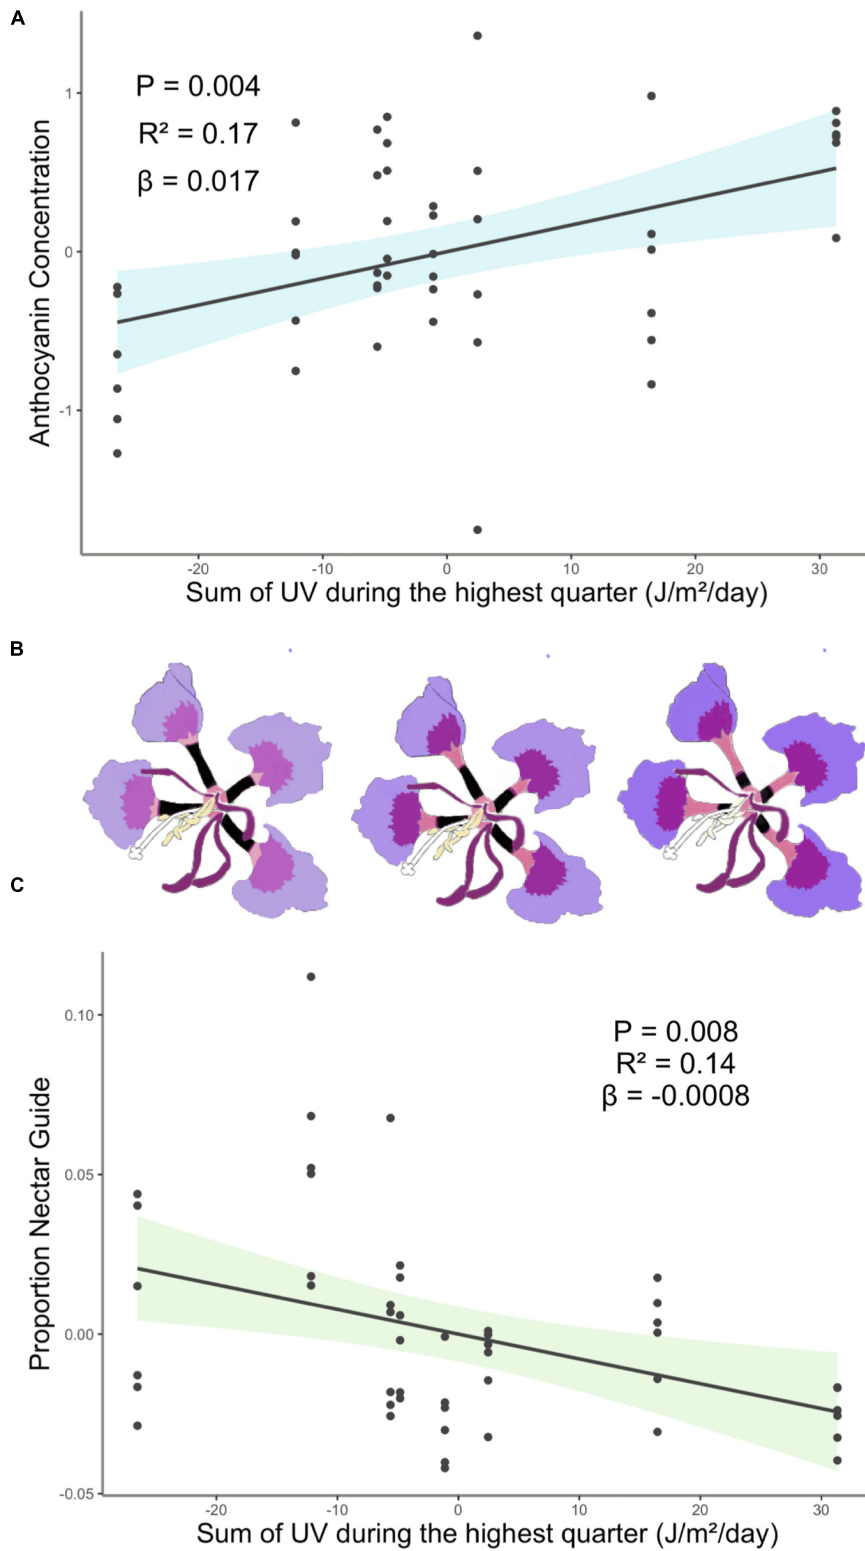 A
P = 0.004
R² = 0.17
β = 0.017
Anthocyanin Concentration
1
0
-1
-20 -10 0 10 20 30
Sum of UV during the highest quarter (J/m²/day)
B
C
P = 0.008
R² = 0.14
β = -0.0008
Proportion Nectar Guide
0.10
0.05
0.00
-0.05
-20 -10 0 10 20 30
Sum of UV during the highest quarter (J/m²/day)